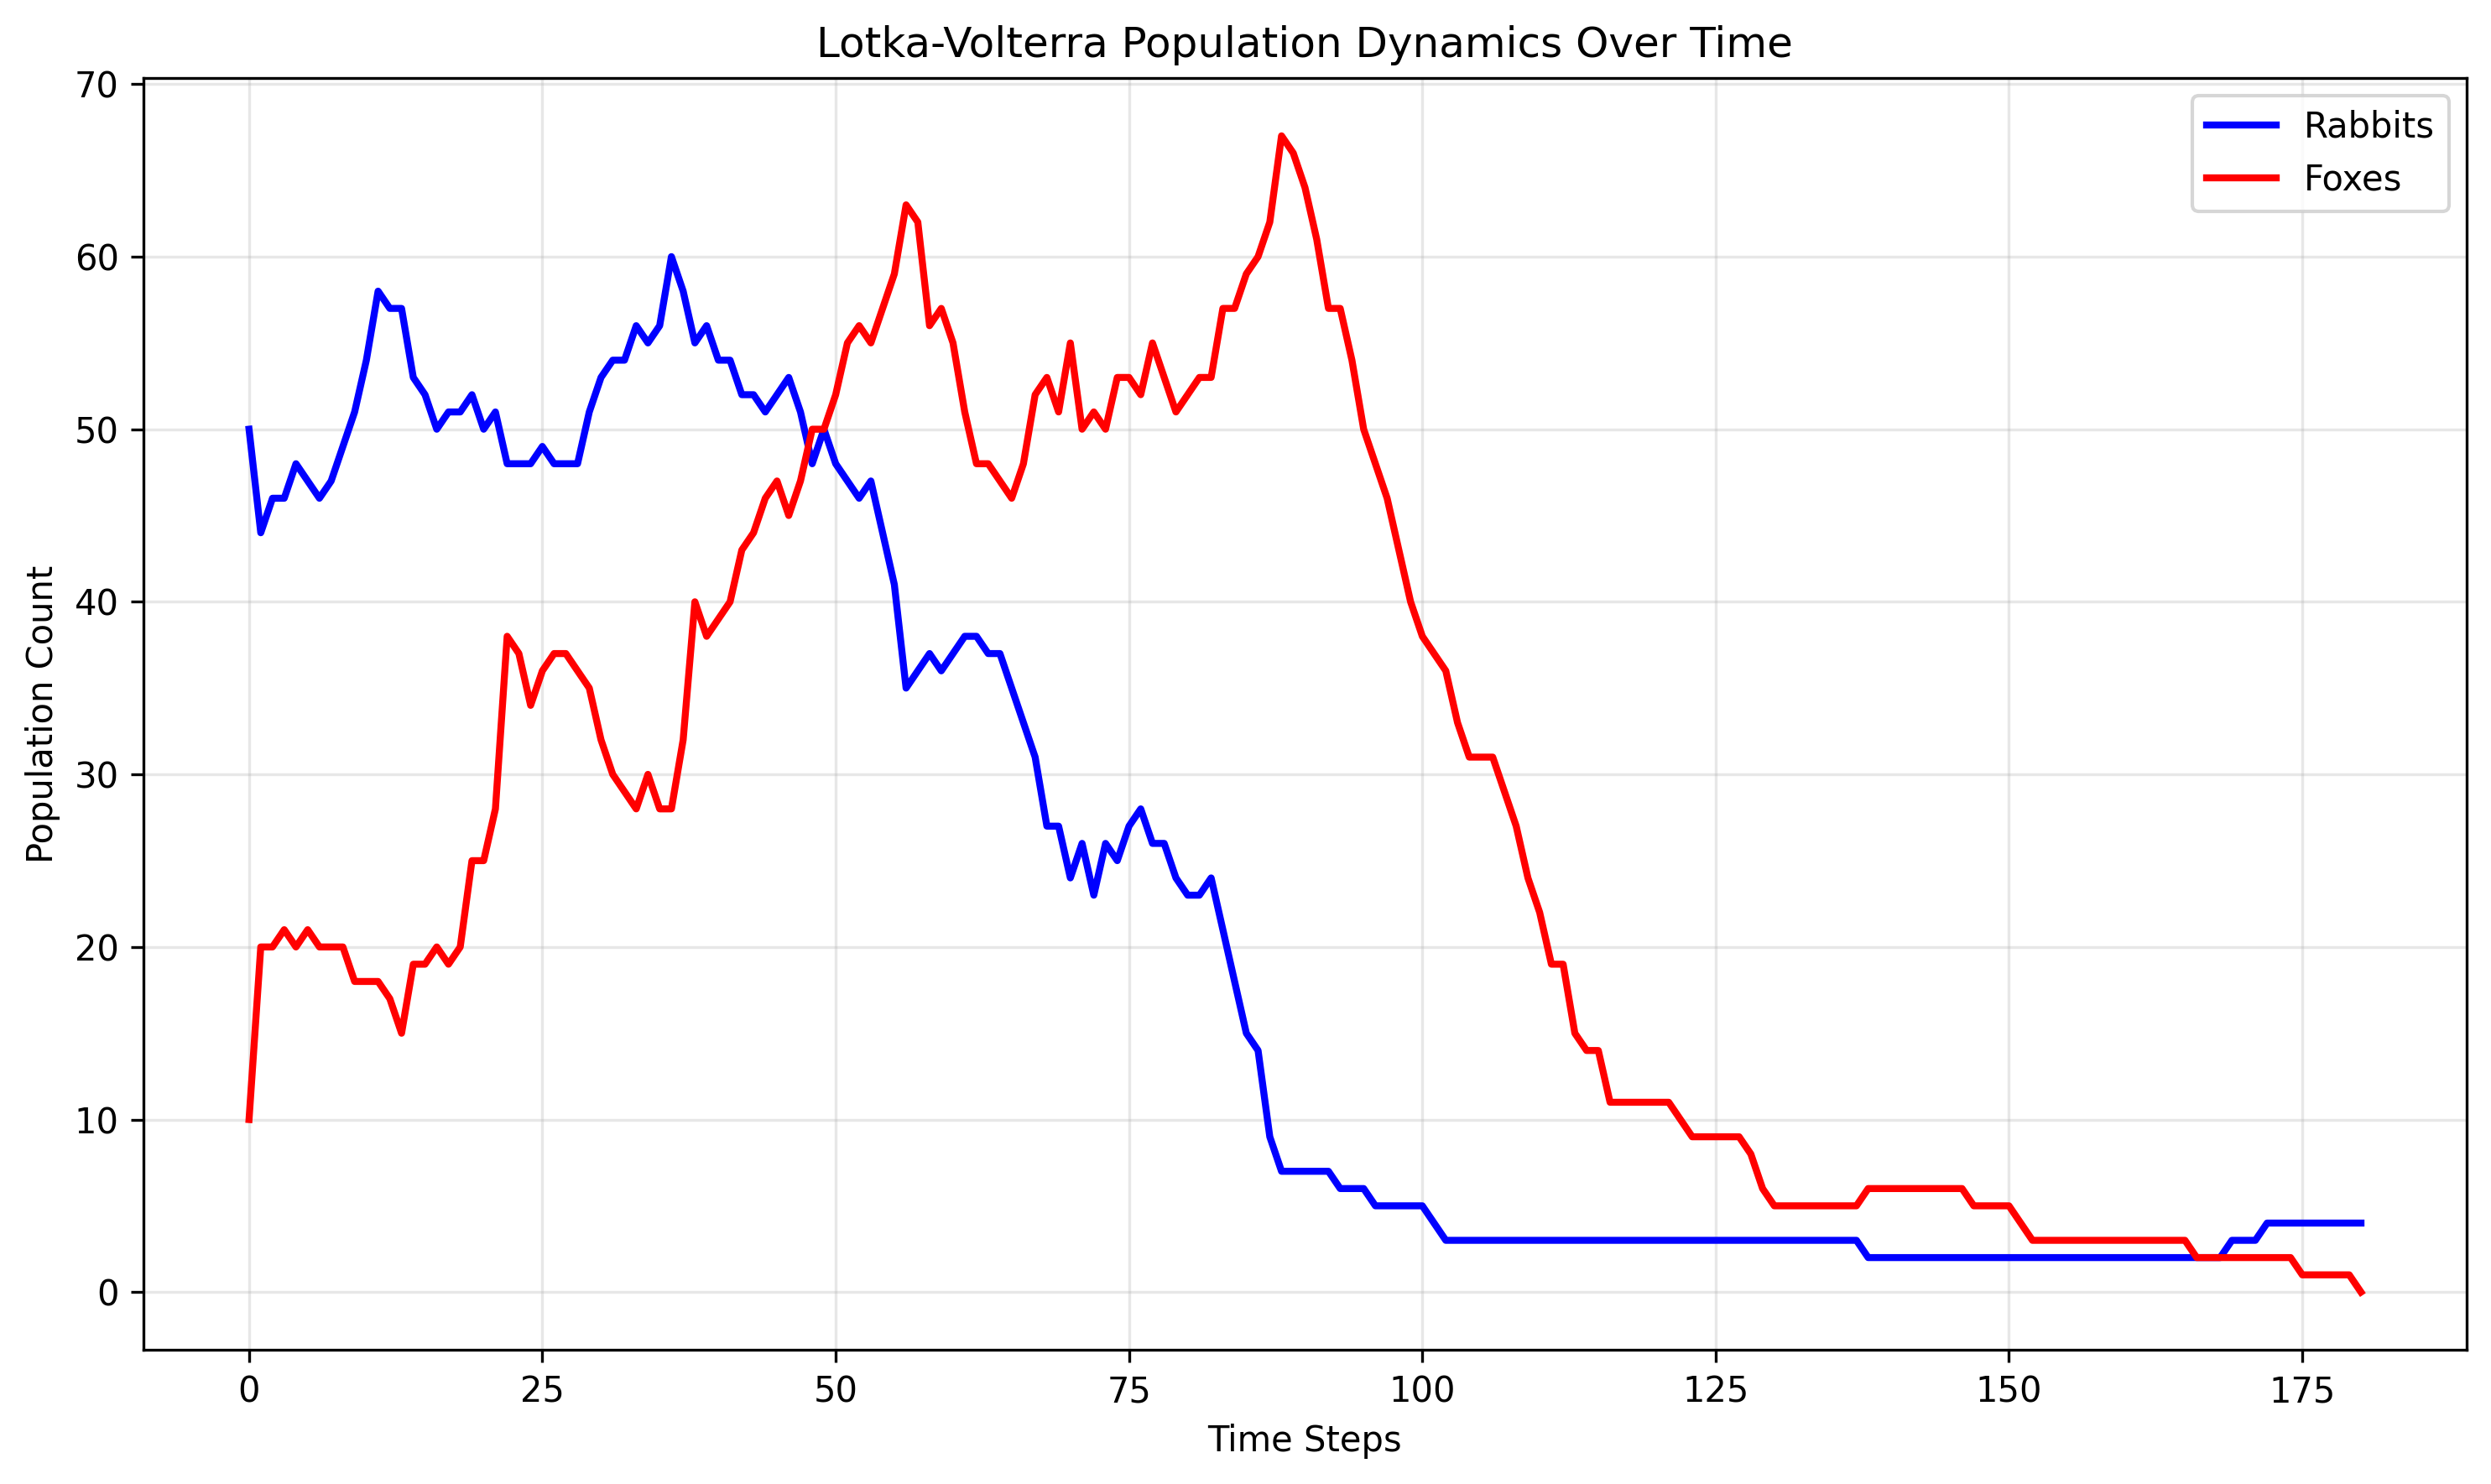 Lotka-Volterra Population Dynamics Over Time
Rabbits
Foxes
Population Count
70
60
50
40
30
20
10
0
0 25 50 75 100 125 150 175
Time Steps